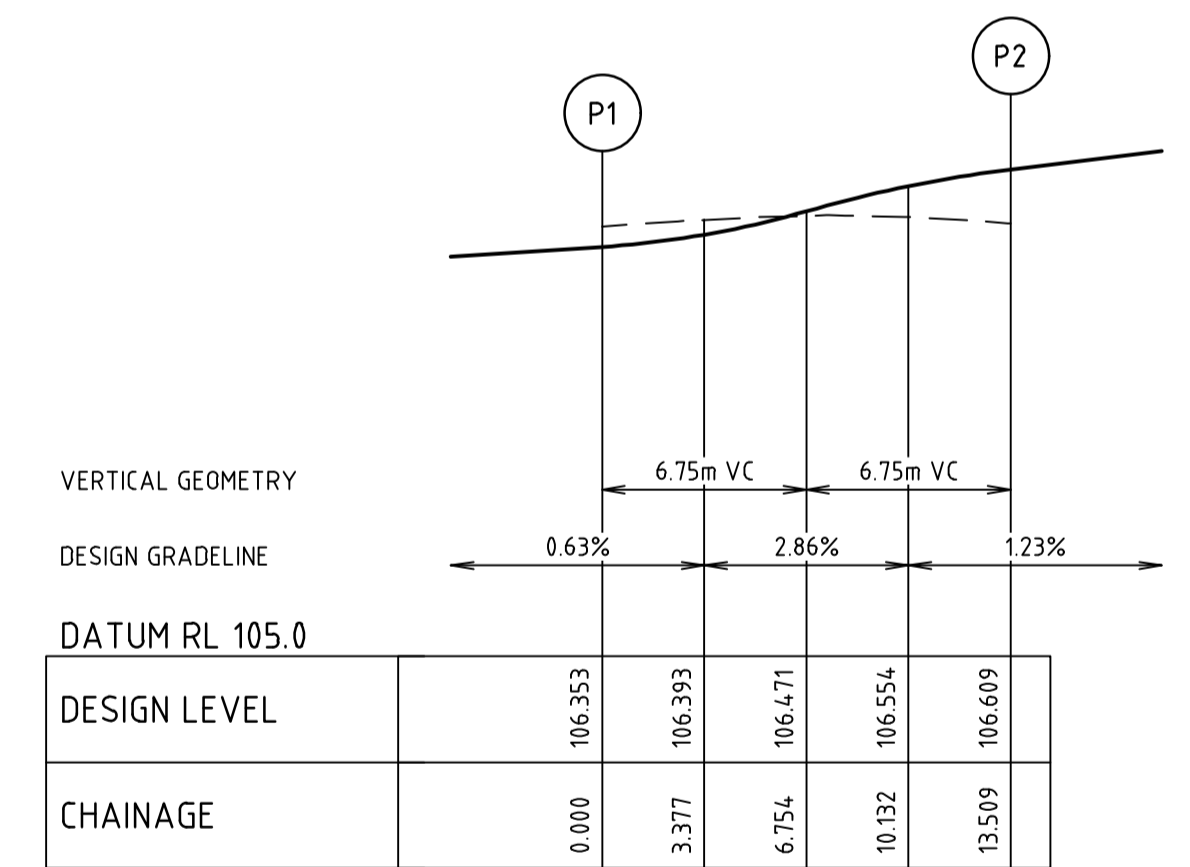 P2
P1
VERTICAL GEOMETRY
6.75m VC
6.75m VC
DESIGN GRADELINE
0.63%
2.86%
1.23%
DATUM RL 105.0
DESIGN LEVEL
106.353
106.393
106.471
106.554
106.609
CHAINAGE
0.000
3.377
6.754
10.132
13.509